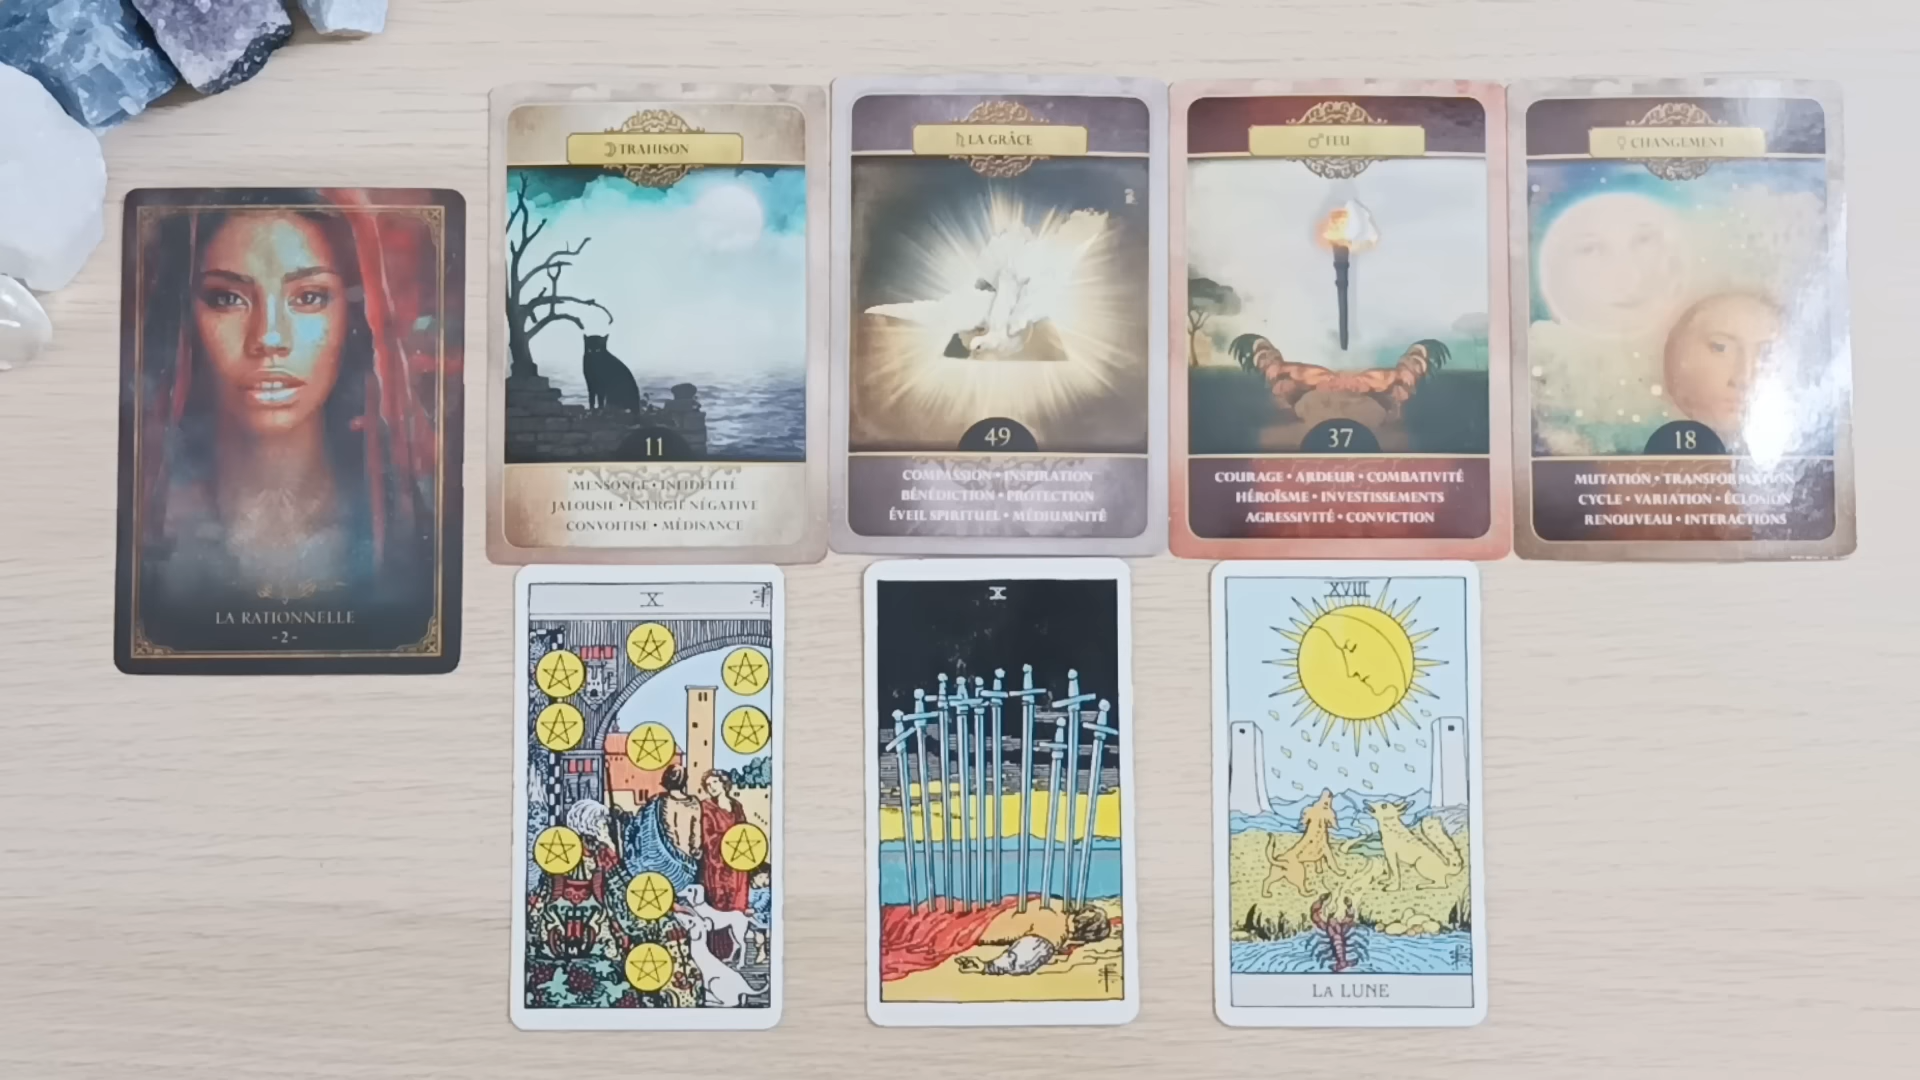 LA RATIONNELLE
-2-
TRAHISON
11
MENSONGE • INFIDÉLITÉ
JALOUSIE • ÉNERGIE NÉGATIVE
CONVOITISE • MÉDISANCE
LA GRÂCE
49
COMPASSION • INSPIRATION
BÉNÉDICTION • PROTECTION
ÉVEIL SPIRITUEL • MÉDIUMNITÉ
FEU
37
COURAGE • ARDEUR • COMBATIVITÉ
HÉROÏSME • INVESTISSEMENTS
AGRESSIVITÉ • CONVICTION
CHANGEMENT
18
MUTATION • TRANSFORMATION
CYCLE • VARIATION • ÉCLOSION
RENOUVEAU • INTERACTIONS
X
X
XVIII
LA LUNE